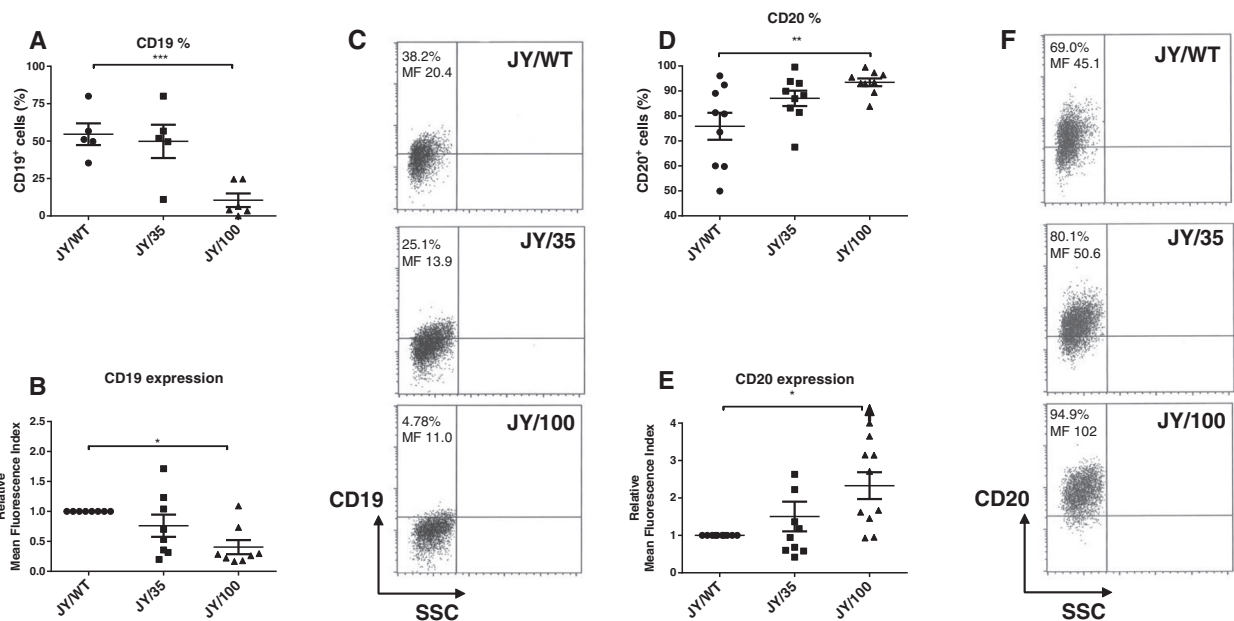 A
CD19 %
***
CD19+ cells (%)
100
75
50
25
0
JY/WT
JY/35
JY/100
B
CD19 expression
*
Relative
Mean Fluorescence Index
2.5
2.0
1.5
1.0
0.5
0.0
JY/WT
JY/35
JY/100
C
38.2%
MF 20.4
JY/WT
25.1%
MF 13.9
JY/35
4.78%
MF 11.0
JY/100
CD19
SSC
D
CD20 %
**
CD20+ cells (%)
100
90
80
70
60
50
40
JY/WT
JY/35
JY/100
E
CD20 expression
*
Relative
Mean Fluorescence Index
4
3
2
1
0
JY/WT
JY/35
JY/100
F
69.0%
MF 45.1
JY/WT
80.1%
MF 50.6
JY/35
94.9%
MF 102
JY/100
CD20
SSC